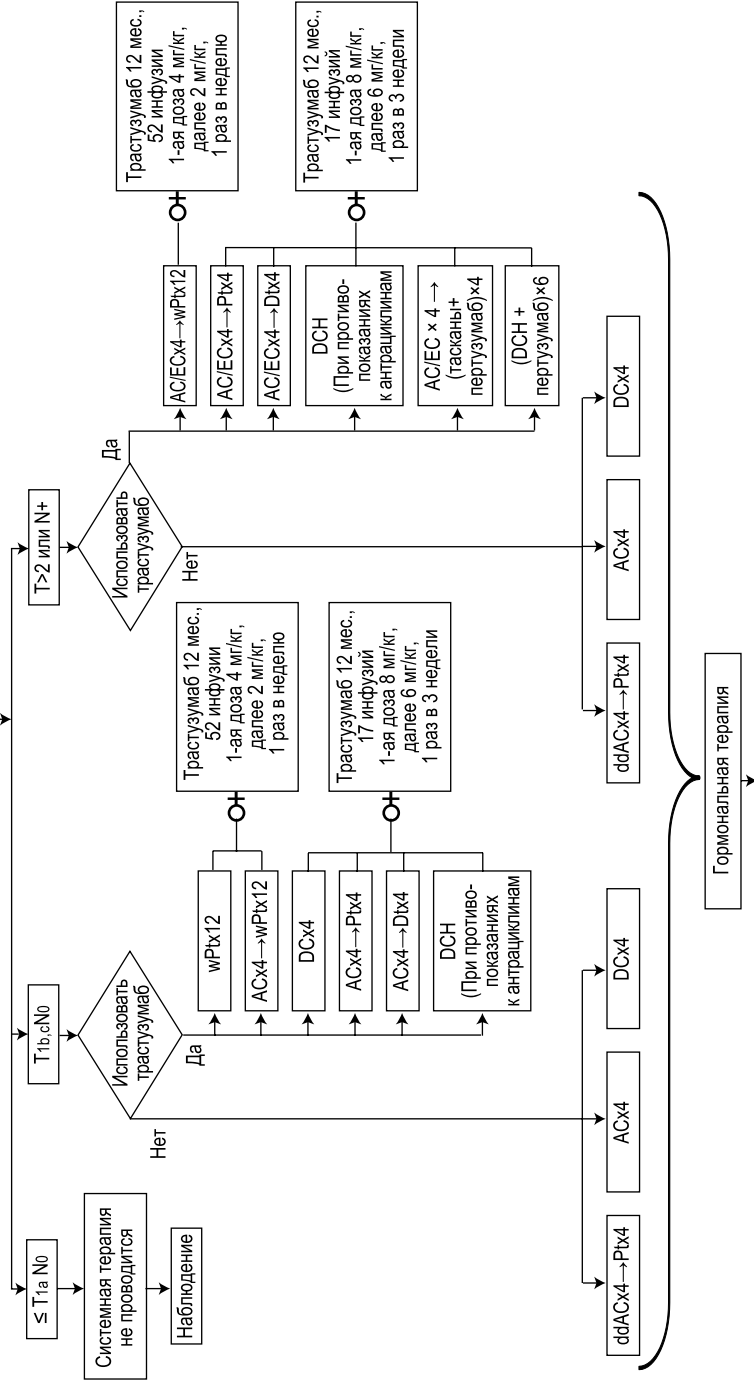 ≤ T1a N0
Системная терапия
не проводится
Наблюдение
T1b,cN0
Использовать
трастузумаб
Нет
Да
wPtx12
ACx4→wPtx12
DCx4
ACx4→Ptx4
ACx4→Dtx4
DCH
(При противо-
показаниях
к антрациклинам
Трастузумаб 12 мес.,
52 инфузии
1-ая доза 4 мг/кг,
далее 2 мг/кг,
1 раз в неделю
Трастузумаб 12 мес.,
17 инфузий
1-ая доза 8 мг/кг,
далее 6 мг/кг,
1 раз в 3 недели
ddACx4→Ptx4
ACx4
DCx4
T>2 или N+
Использовать
трастузумаб
Нет
Да
AC/ECx4→wPtx12
AC/ECx4→Ptx4
AC/ECx4→Dtx4
DCH
(При противо-
показаниях
к антрациклинам
AC/EC × 4 →
(тасканы+
пертузумаб)×4
(DCH +
пертузумаб)×6
Трастузумаб 12 мес.,
52 инфузии
1-ая доза 4 мг/кг,
далее 2 мг/кг,
1 раз в неделю
Трастузумаб 12 мес.,
17 инфузий
1-ая доза 8 мг/кг,
далее 6 мг/кг,
1 раз в 3 недели
ddACx4→Ptx4
ACx4
DCx4
Гормональная терапия